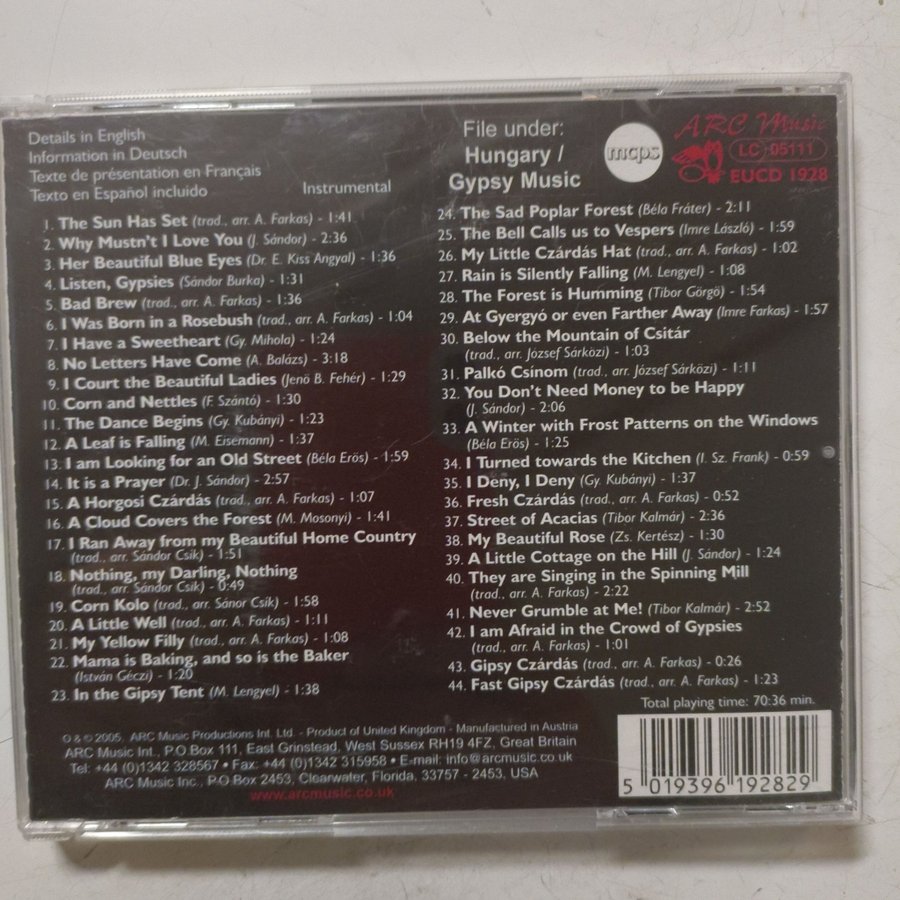 Details in English
Information in Deutsch
Texte de présentation en Français
Texto en Español incluido
Instrumental
File under:
Hungary /
Gypsy Music
mcps
ARC Music
LC 05111
EUCD 1928
1. The Sun Has Set (trad., arr. A. Farkas) - 1:41
2. Why Mustn't I Love You (J. Sándor) - 2:36
3. Her Beautiful Blue Eyes (Dr. E. Kiss Angyal) - 1:36
4. Listen, Gypsies (Sándor Burka) - 1:31
5. Bad Brew (trad., arr. A. Farkas) - 1:36
6. I Was Born in a Rosebush (trad., arr. A. Farkas) - 1:04
7. I Have a Sweetheart (Gy. Mihola) - 1:24
8. No Letters Have Come (A. Balázs) - 3:18
9. I Court the Beautiful Ladies (Jenö B. Fehér) - 1:29
10. Corn and Nettles (F. Szántó) - 1:30
11. The Dance Begins (Gy. Kubányi) - 1:23
12. A Leaf is Falling (M. Eisemann) - 1:37
13. I am Looking for an Old Street (Béla Erös) - 1:59
14. It is a Prayer (Dr. J. Sándor) - 2:57
15. A Horgosi Czárdás (trad., arr. A. Farkas) - 1:07
16. A Cloud Covers the Forest (M. Mosonyi) - 1:41
17. I Ran Away from my Beautiful Home Country
(trad., arr. Sándor Csík) - 1:51
18. Nothing, my Darling, Nothing
(trad., arr. Sándor Csík) - 0:49
19. Corn Kolo (trad., arr. Sánor Csík) - 1:58
20. A Little Well (trad., arr. A. Farkas) - 1:11
21. My Yellow Filly (trad., arr. A. Farkas) - 1:08
22. Mama is Baking, and so is the Baker
(István Géczi) - 1:20
23. In the Gipsy Tent (M. Lengyel) - 1:38
24. The Sad Poplar Forest (Béla Fráter) - 2:11
25. The Bell Calls us to Vespers (Imre László) - 1:59
26. My Little Czárdás Hat (trad., arr. A. Farkas) - 1:02
27. Rain is Silently Falling (M. Lengyel) - 1:08
28. The Forest is Humming (Tibor Görgö) - 1:54
29. At Gyergyó or even Farther Away (Imre Farkas) - 1:57
30. Below the Mountain of Csitár
(trad., arr. József Sárközi) - 1:03
31. Palkó Csínom (trad., arr. József Sárközi) - 1:11
32. You Don't Need Money to be Happy
(J. Sándor) - 2:06
33. A Winter with Frost Patterns on the Windows
(Béla Erös) - 1:25
34. I Turned towards the Kitchen (I. Sz. Frank) - 0:59
35. I Deny, I Deny (Gy. Kubányi) - 1:37
36. Fresh Czárdás (trad., arr. A. Farkas) - 0:52
37. Street of Acacias (Tibor Kalmár) - 2:36
38. My Beautiful Rose (Zs. Kertész) - 1:30
39. A Little Cottage on the Hill (J. Sándor) - 1:24
40. They are Singing in the Spinning Mill
(trad., arr. A. Farkas) - 2:22
41. Never Grumble at Me! (Tibor Kalmár) - 2:52
42. I am Afraid in the Crowd of Gypsies
(trad., arr. A. Farkas) - 1:01
43. Gipsy Czárdás (trad., arr. A. Farkas) - 0:26
44. Fast Gipsy Czárdás (trad., arr. A. Farkas) - 1:23
Total playing time: 70:36 min.
℗ & © 2005, ARC Music Productions Int. Ltd. - Product of United Kingdom - Manufactured in Austria
ARC Music Int., P.O.Box 111, East Grinstead, West Sussex RH19 4FZ, Great Britain
Tel: +44 (0)1342 328567 • Fax: +44 (0)1342 315958 • E-mail: info@arcmusic.co.uk
ARC Music Inc., P.O.Box 2453, Clearwater, Florida, 33757 - 2453, USA
www.arcmusic.co.uk
5 019396 192829